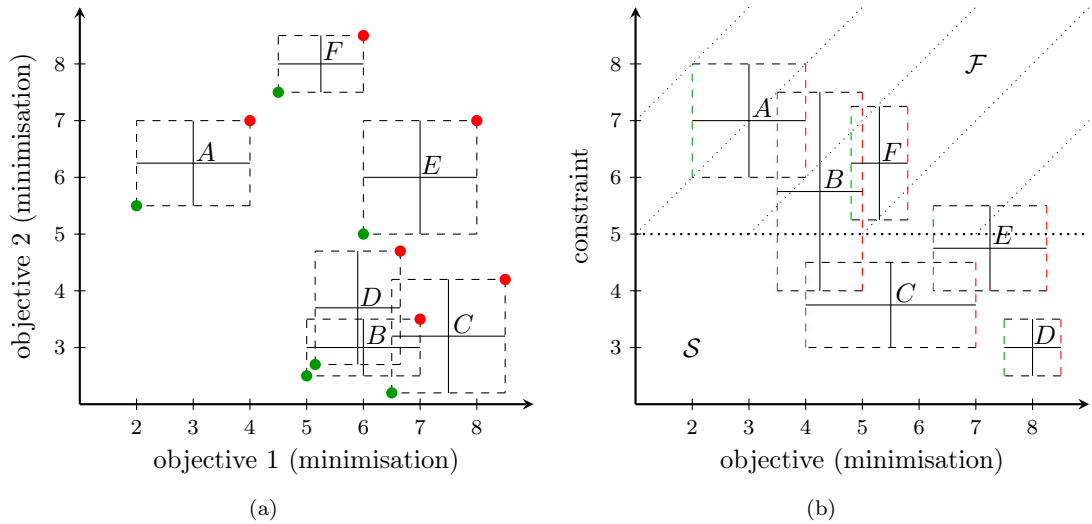 8
7
6
5
4
3
2 3 4 5 6 7 8
objective 2 (minimisation)
objective 1 (minimisation)
F
A
E
D
B
C
(a)
8
7
6
5
4
3
2 3 4 5 6 7 8
constraint
objective (minimisation)
F
A
F
B
E
C
S
D
(b)